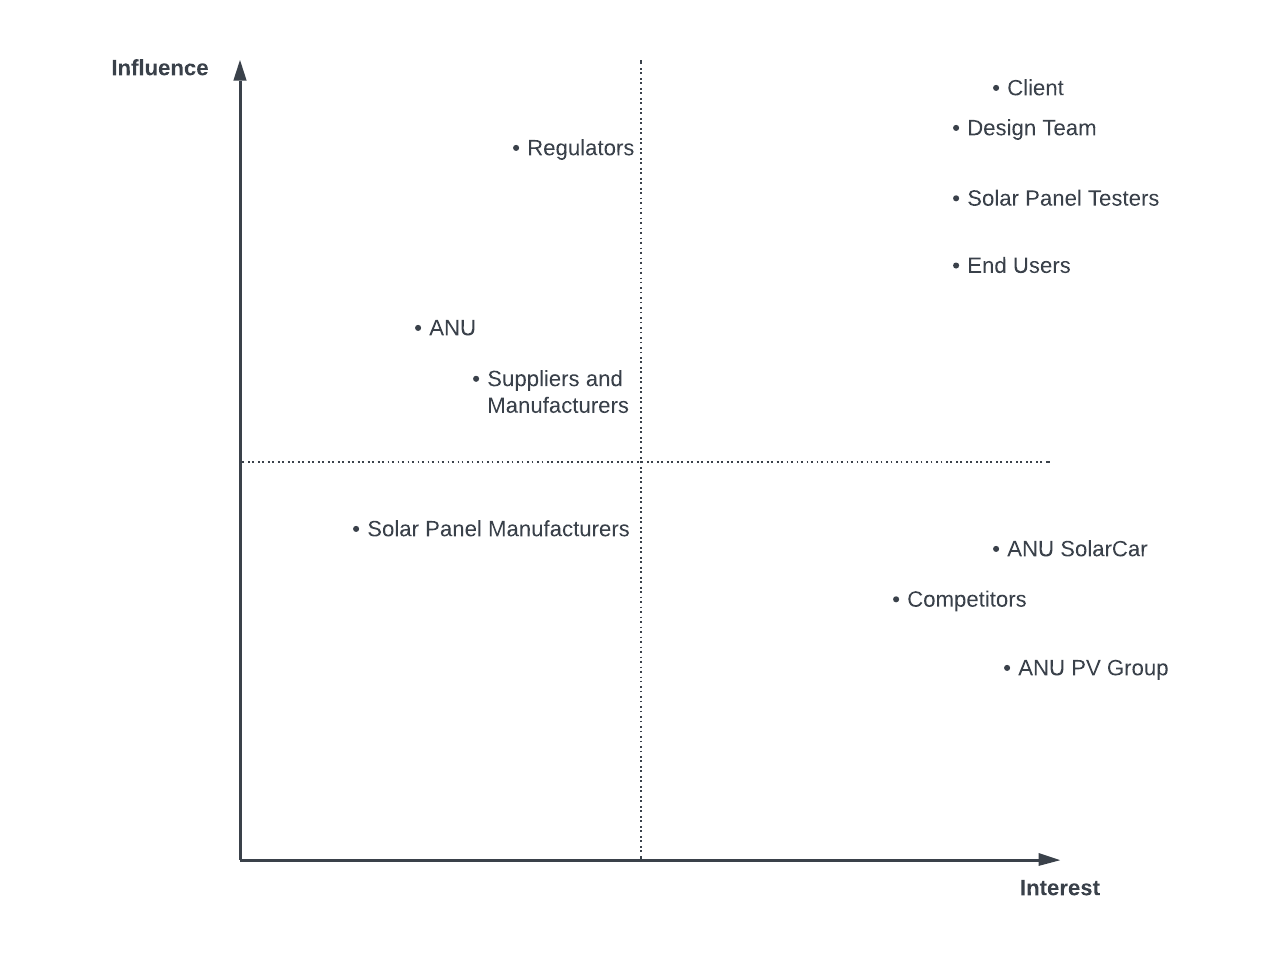 Influence
• Client
• Design Team
• Regulators
• Solar Panel Testers
• End Users
• ANU
• Suppliers and
Manufacturers
• Solar Panel Manufacturers
• ANU SolarCar
• Competitors
• ANU PV Group
Interest